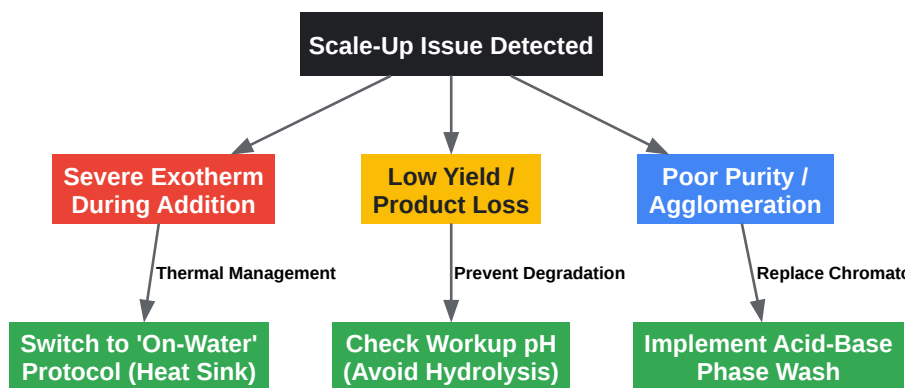 Scale-Up Issue Detected
Severe Exotherm
During Addition
Low Yield /
Product Loss
Poor Purity /
Agglomeration
Thermal Management
Prevent Degradation
Replace Chromato
Switch to 'On-Water'
Protocol (Heat Sink)
Check Workup pH
(Avoid Hydrolysis)
Implement Acid-Base
Phase Wash